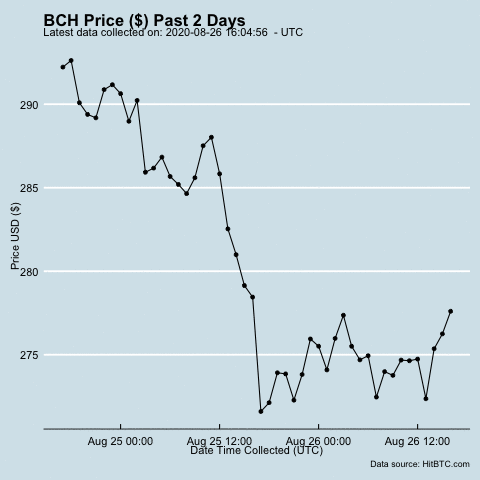 BCH Price ($) Past 2 Days
Latest data collected on: 2020-08-26 16:04:56  - UTC
Price USD ($)
290
285
280
275
Aug 25 00:00 Aug 25 12:00 Aug 26 00:00 Aug 26 12:00
Date Time Collected (UTC)
Data source: HitBTC.com